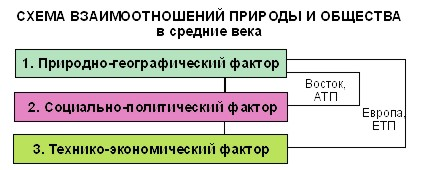 СХЕМА ВЗАИМООТНОШЕНИЙ ПРИРОДЫ И ОБЩЕСТВА
в средние века
1. Природно-географический фактор
Восток,
АТП
2. Социально-политический фактор
Европа,
ЕТП
3. Технико-экономический фактор